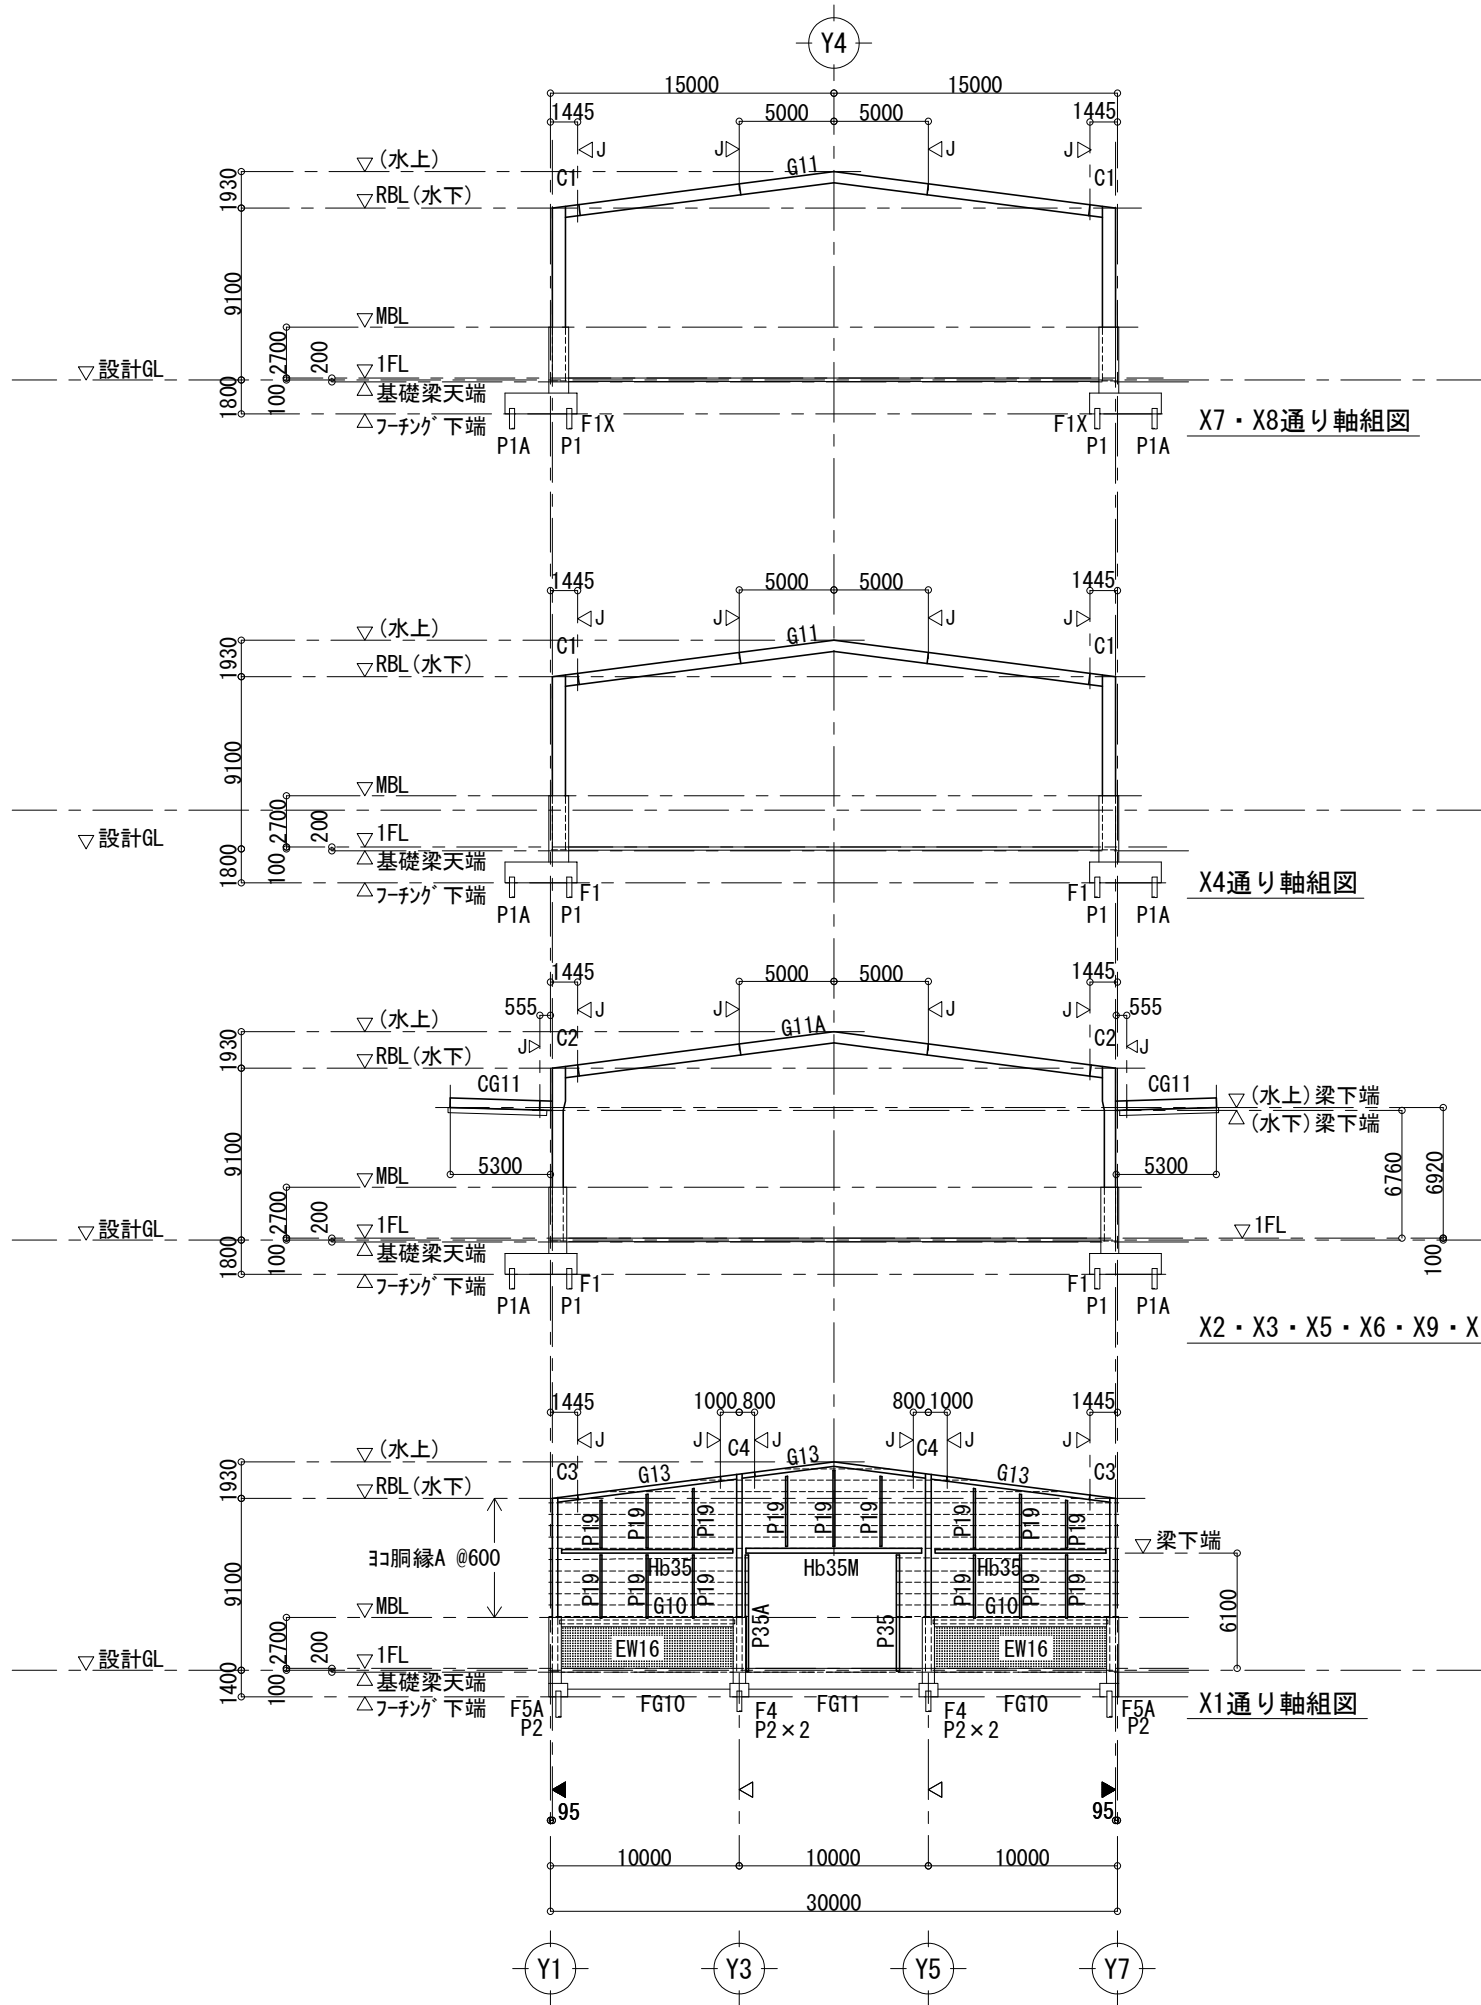 Y4
15000 15000
1445 5000 5000 1445
J J J J
(水上) G11
C1 C1
RBL(水下)
1930
9100
MBL
2700 200
設計GL
1FL
基礎梁天端
1800 100
フーチング下端
F1X F1X
P1A P1 P1 P1A
X7・X8通り軸組図
1445 5000 5000 1445
J J J J
(水上) G11
C1 C1
RBL(水下)
1930
9100
MBL
2700 200
設計GL
1FL
基礎梁天端
1800 100
フーチング下端
F1 F1
P1A P1 P1 P1A
X4通り軸組図
1445 5000 5000 1445
555 J J J J 555
(水上) G11A
C2 C2
J J
RBL(水下)
1930
CG11 CG11
(水上)梁下端
(水下)梁下端
9100
5300 5300
6760 6920
MBL
2700 200
設計GL
1FL 1FL
基礎梁天端
1800 100 100
フーチング下端
F1 F1
P1A P1 P1 P1A
X2・X3・X5・X6・X9・X
1445 1000 800 800 1000 1445
J J J J J J
(水上) C4 G13 C4
C3 G13 G13 C3
RBL(水下)
1930
P19 P19 P19 P19 P19 P19 P19 P19 P19
梁下端
ヨコ胴縁A @600
Hb35 Hb35M Hb35
9100
P19 P19 P19 P19 P19 P19
G10 G10
MBL
P35A P35
6100
2700 200
EW16 EW16
設計GL
1FL
基礎梁天端
1400 100
フーチング下端
F5A FG10 F4 FG11 F4 FG10 F5A
P2 P2×2 P2×2 P2
X1通り軸組図
95 95
10000 10000 10000
30000
Y1 Y3 Y5 Y7